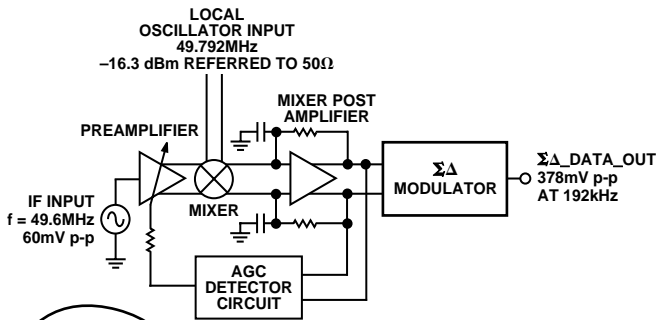 LOCAL
OSCILLATOR INPUT
49.792MHz
–16.3 dBm REFERRED TO 50Ω
MIXER POST
AMPLIFIER
PREAMPLIFIER
IF INPUT
f = 49.6MHz
60mV p-p
MIXER
ΣΔ
MODULATOR
ΣΔ_DATA_OUT
378mV p-p
AT 192kHz
AGC
DETECTOR
CIRCUIT